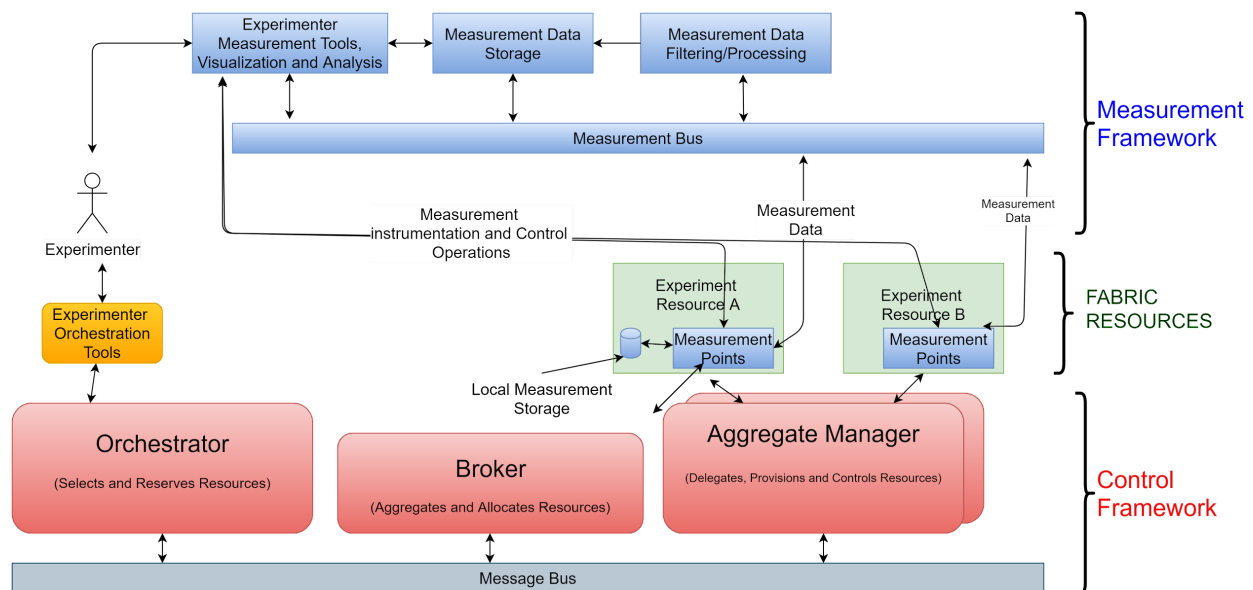 Experimenter
Measurement Tools,
Visualization and Analysis
Measurement Data
Storage
Measurement Data
Filtering/Processing
Measurement Bus
Measurement
Framework
Experimenter
Measurement
instrumentation and Control
Operations
Measurement
Data
Measurement
Data
Experimenter
Orchestration
Tools
Experiment
Resource A
Measurement
Points
Experiment
Resource B
Measurement
Points
FABRIC
RESOURCES
Local Measurement
Storage
Orchestrator
(Selects and Reserves Resources)
Broker
(Aggregates and Allocates Resources)
Aggregate Manager
(Delegates, Provisions and Controls Resources)
Control
Framework
Message Bus